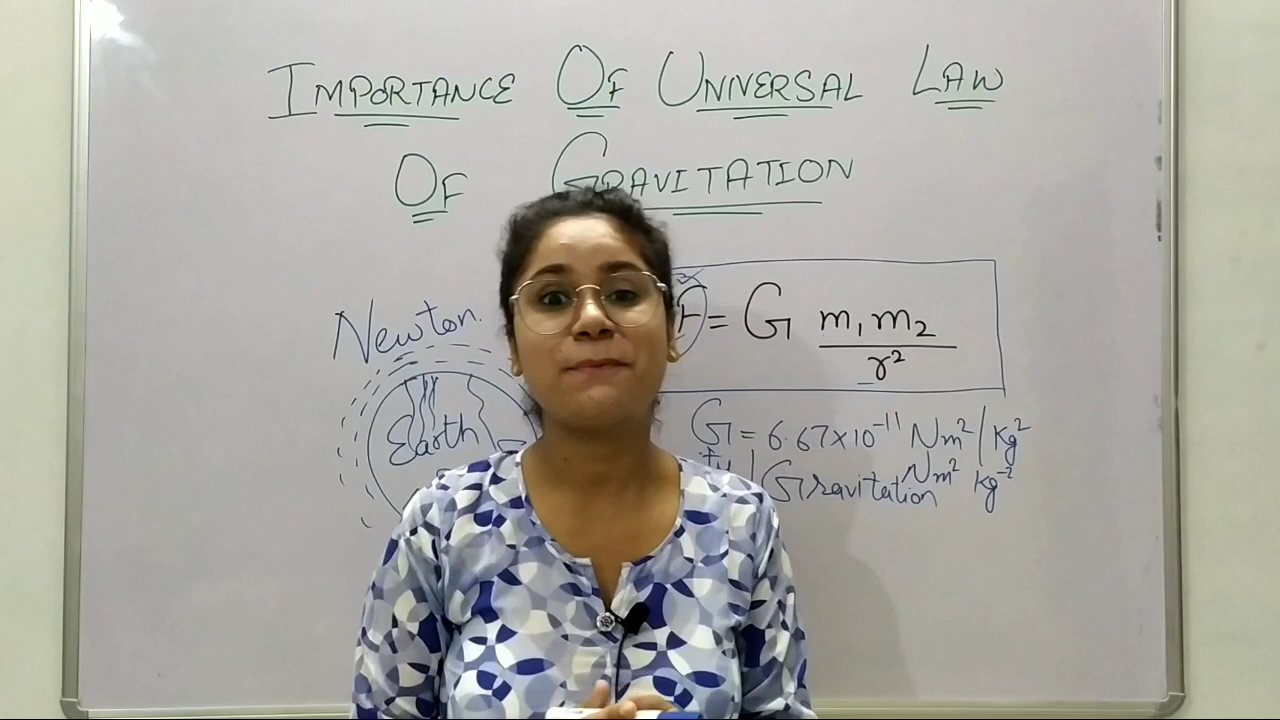 IMPORTANCE OF UNIVERSAL LAW
OF GRAVITATION
Newton.
F = G m₁m₂
r²
Earth
G = 6.67×10⁻¹¹ Nm²/kg²
Gravitation Nm² kg⁻²